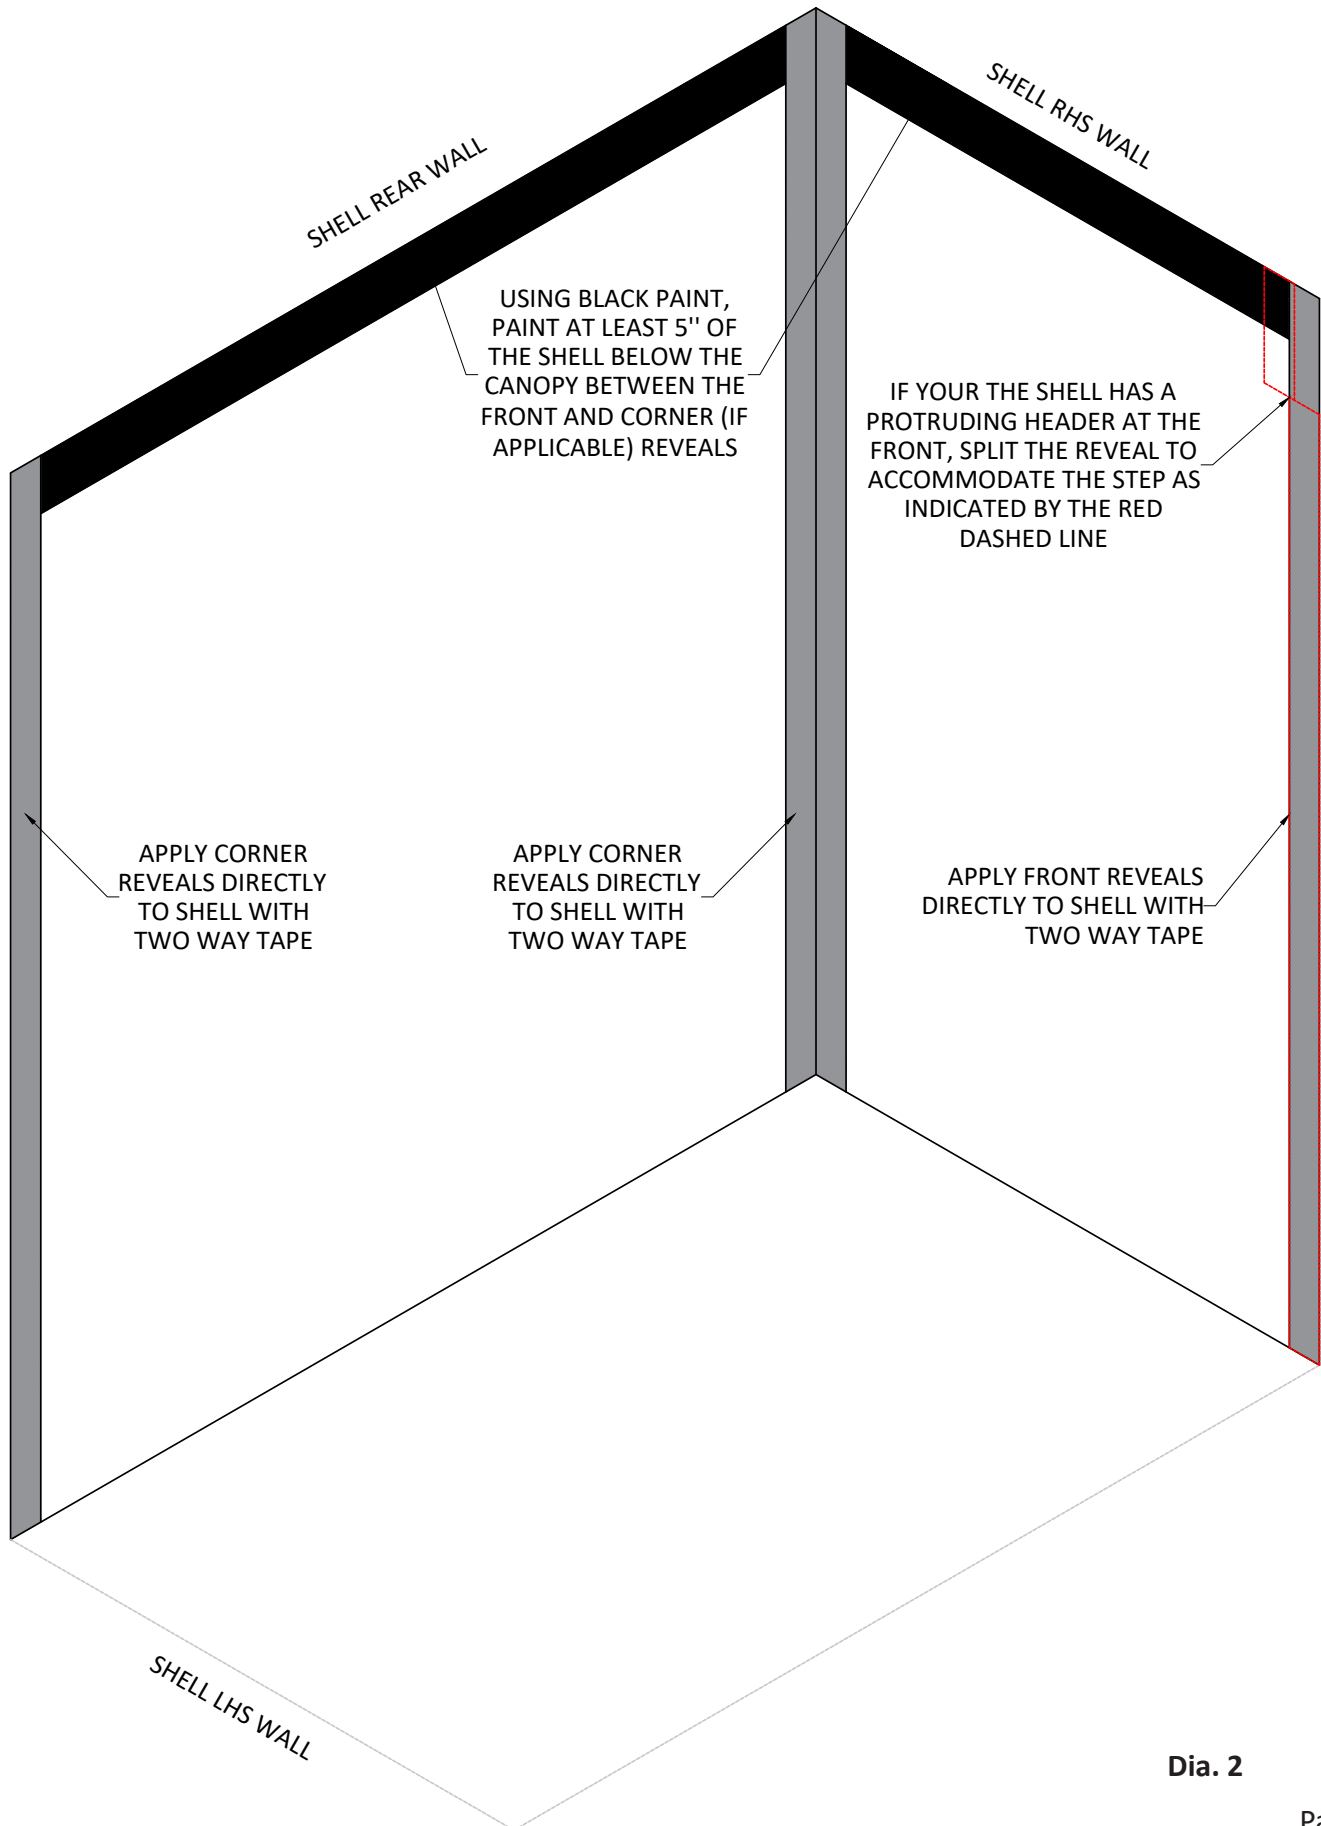 SHELL REAR WALL
SHELL RHS WALL
USING BLACK PAINT,
PAINT AT LEAST 5'' OF
THE SHELL BELOW THE
CANOPY BETWEEN THE
FRONT AND CORNER (IF
APPLICABLE) REVEALS
IF YOUR THE SHELL HAS A
PROTRUDING HEADER AT THE
FRONT, SPLIT THE REVEAL TO
ACCOMMODATE THE STEP AS
INDICATED BY THE RED
DASHED LINE
APPLY CORNER
REVEALS DIRECTLY
TO SHELL WITH
TWO WAY TAPE
APPLY CORNER
REVEALS DIRECTLY
TO SHELL WITH
TWO WAY TAPE
APPLY FRONT REVEALS
DIRECTLY TO SHELL WITH
TWO WAY TAPE
SHELL LHS WALL
Dia. 2